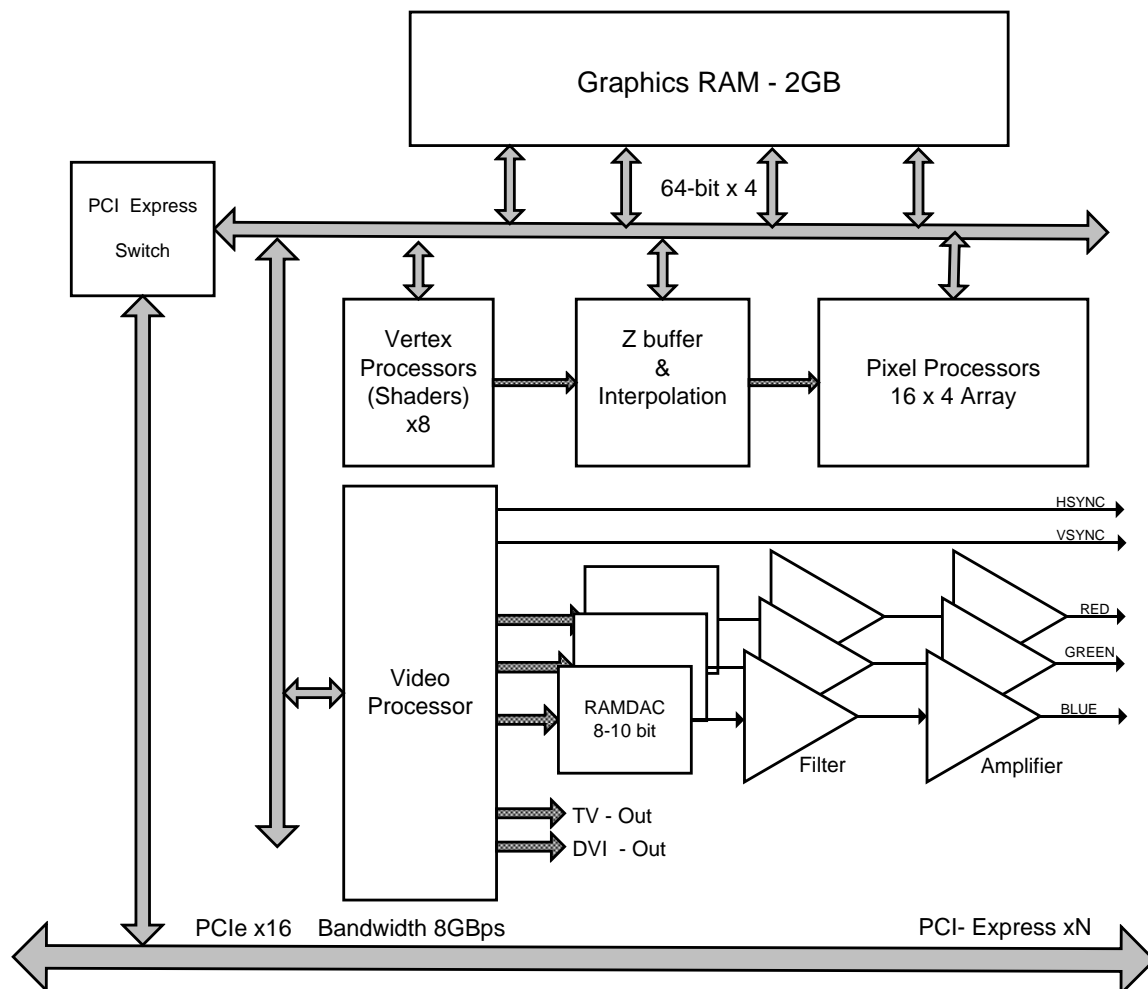 Graphics RAM - 2GB
64-bit x 4
PCI Express
Switch
Vertex
Processors
(Shaders)
x8
Z buffer
&
Interpolation
Pixel Processors
16 x 4 Array
HSYNC
VSYNC
RED
GREEN
BLUE
Video
Processor
RAMDAC
8-10 bit
Filter
Amplifier
TV - Out
DVI - Out
PCIe x16 Bandwidth 8GBps
PCI- Express xN